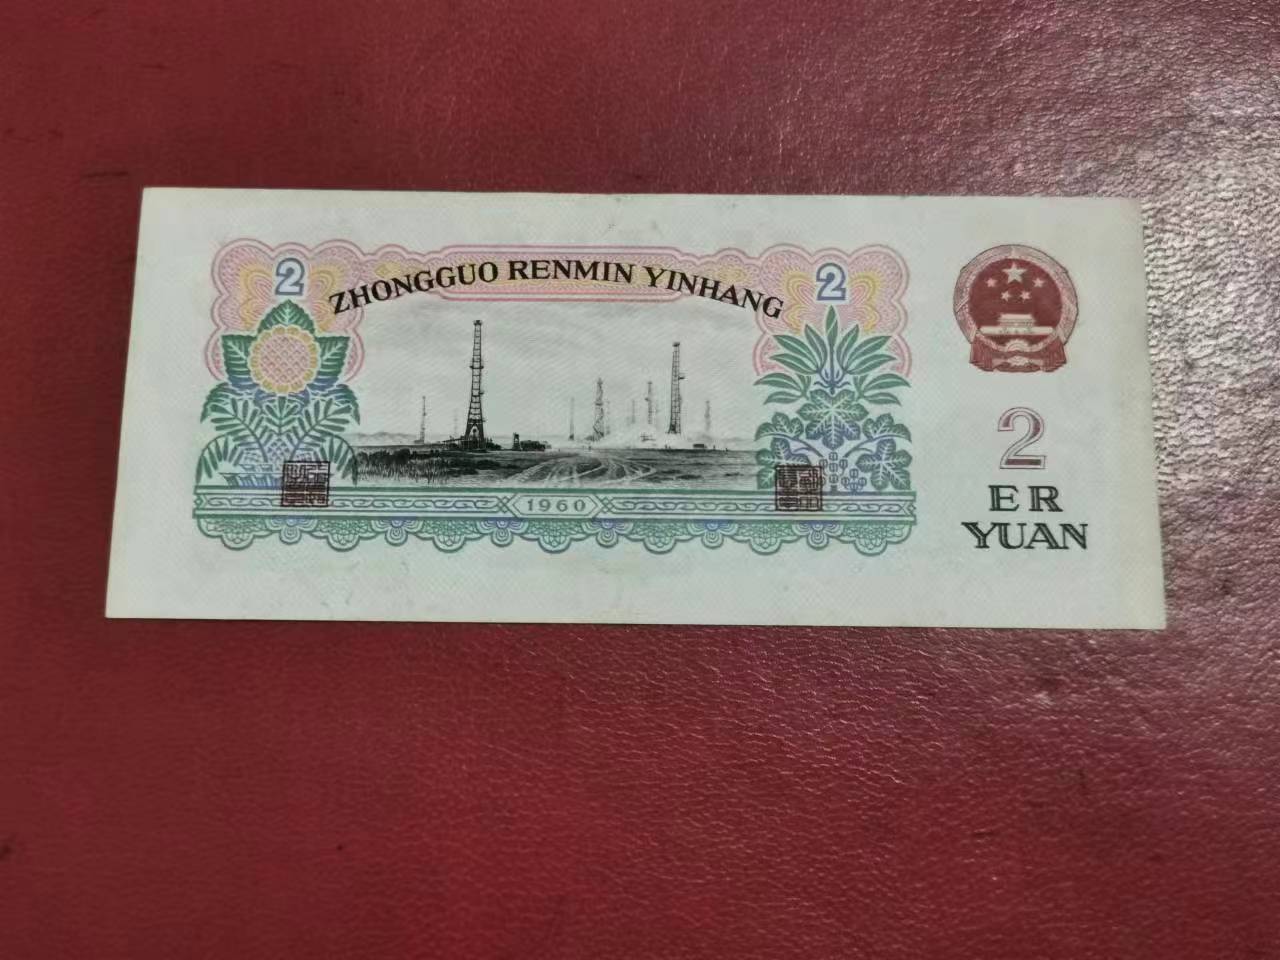 2
ZHONGGUO RENMIN YINHANG
2
1960
2
ER
YUAN